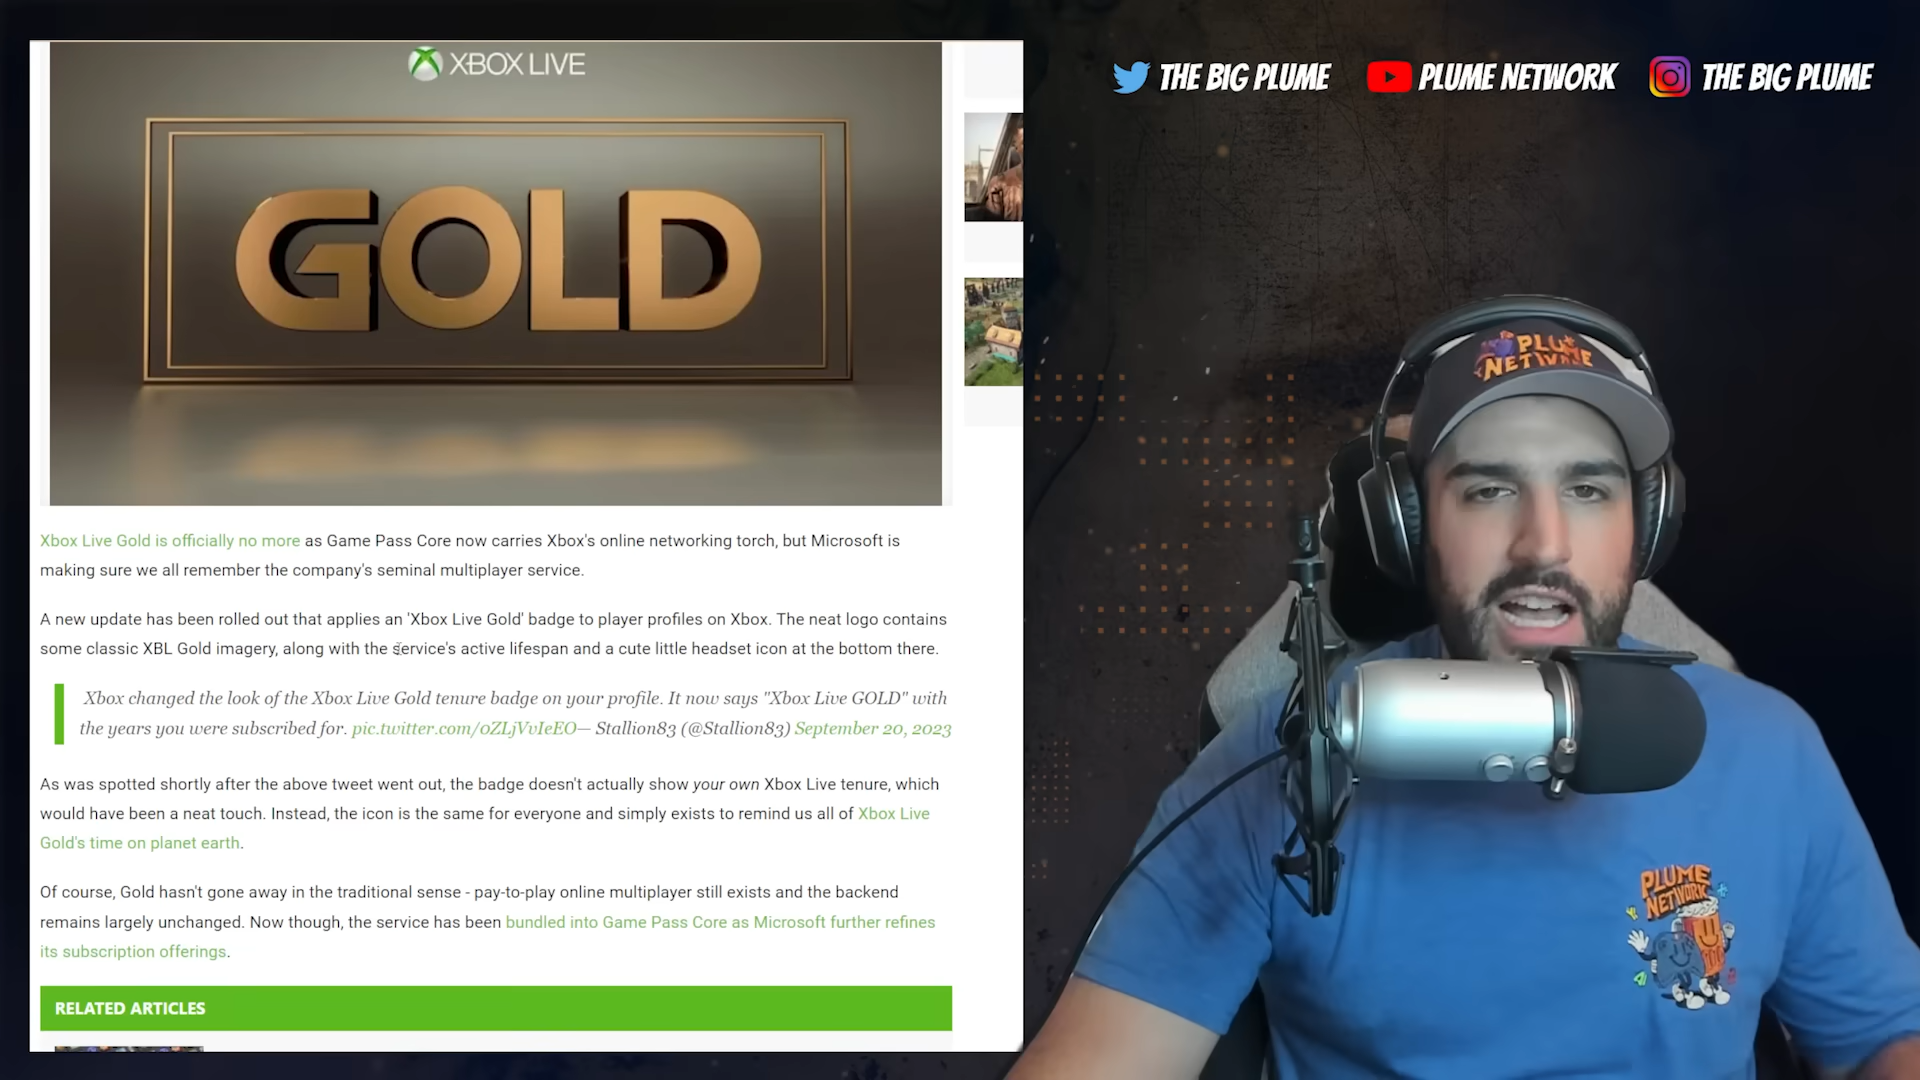 XBOX LIVE
GOLD
THE BIG PLUME
PLUME NETWORK
THE BIG PLUME
Xbox Live Gold is officially no more as Game Pass Core now carries Xbox's online networking torch, but Microsoft is
making sure we all remember the company's seminal multiplayer service.
A new update has been rolled out that applies an 'Xbox Live Gold' badge to player profiles on Xbox. The neat logo contains
some classic XBL Gold imagery, along with the service's active lifespan and a cute little headset icon at the bottom there.
Xbox changed the look of the Xbox Live Gold tenure badge on your profile. It now says "Xbox Live GOLD" with
the years you were subscribed for. pic.twitter.com/0ZLjVvIeEO— Stallion83 (@Stallion83) September 20, 2023
As was spotted shortly after the above tweet went out, the badge doesn't actually show your own Xbox Live tenure, which
would have been a neat touch. Instead, the icon is the same for everyone and simply exists to remind us all of Xbox Live
Gold's time on planet earth.
Of course, Gold hasn't gone away in the traditional sense - pay-to-play online multiplayer still exists and the backend
remains largely unchanged. Now though, the service has been bundled into Game Pass Core as Microsoft further refines
its subscription offerings.
RELATED ARTICLES
PLUME
NETWORK
PLUME
NETWORK